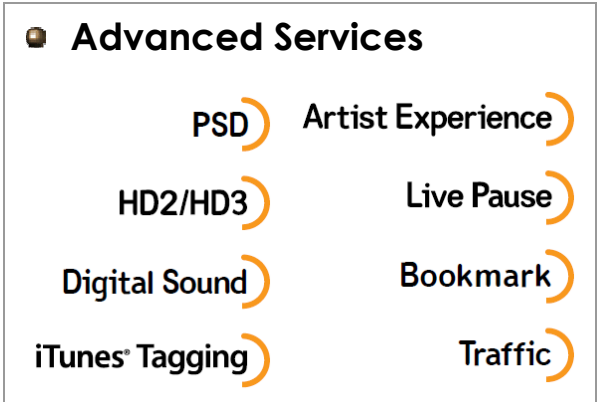 Advanced Services
PSD
Artist Experience
HD2/HD3
Live Pause
Digital Sound
Bookmark
iTunes® Tagging
Traffic